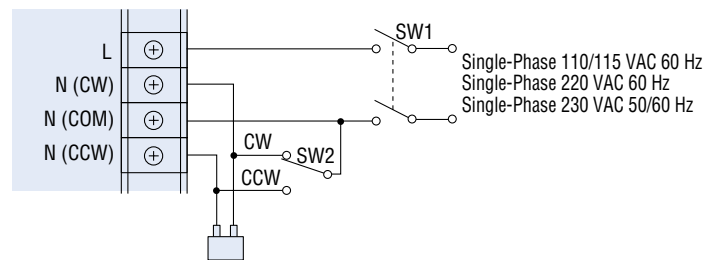 SW1
L
Single-Phase 110/115 VAC 60 Hz
N (CW)
Single-Phase 220 VAC 60 Hz
Single-Phase 230 VAC 50/60 Hz
N (COM)
CW
SW2
N (CCW)
CCW